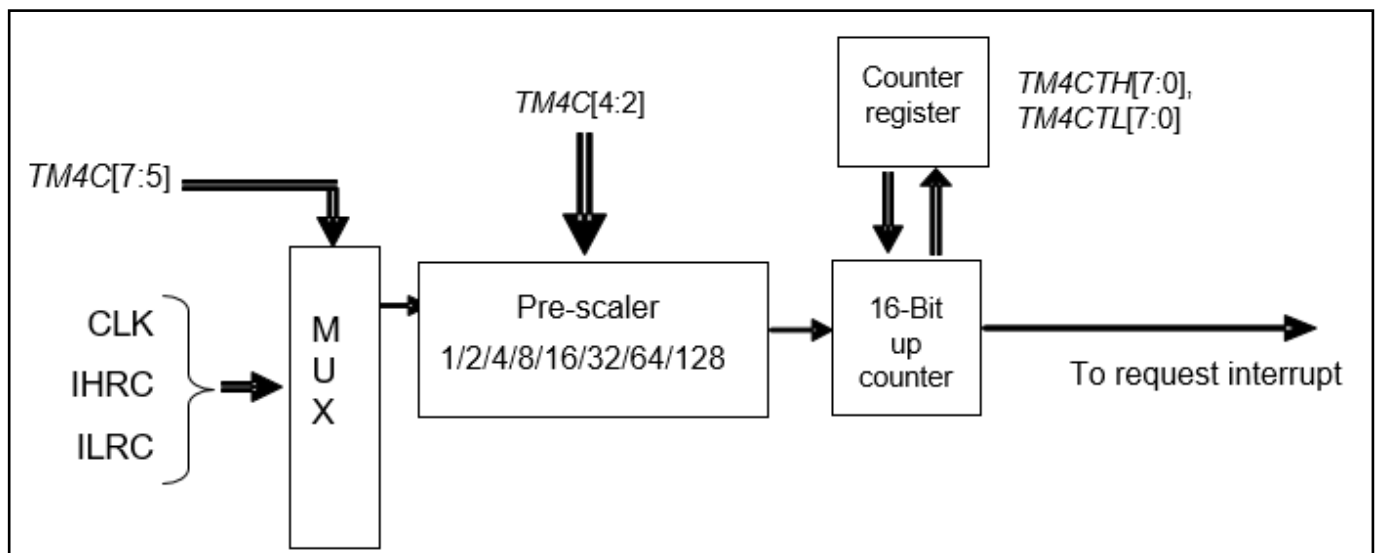 TM4C[7:5]
CLK
IHRC
ILRC
M
U
X
TM4C[4:2]
Pre-scaler
1/2/4/8/16/32/64/128
Counter
register
TM4CTH[7:0],
TM4CTL[7:0]
16-Bit
up
counter
To request interrupt